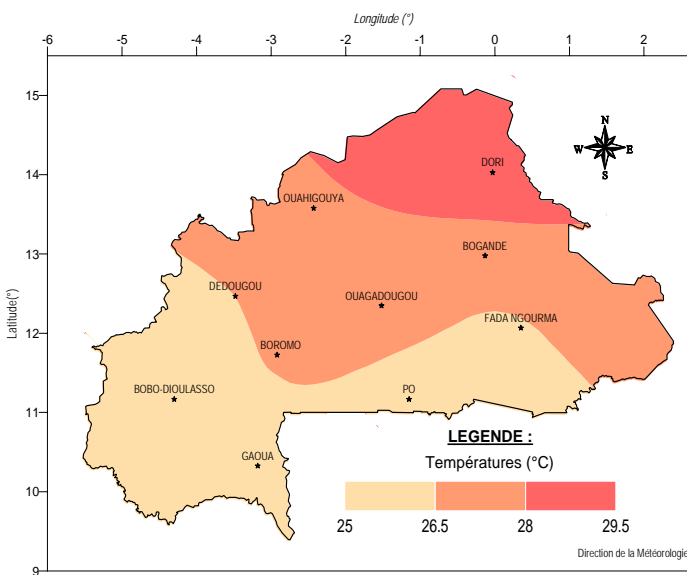 Longitude (°)
-6 -5 -4 -3 -2 -1 0 1 2
15
N
W E
S
DORI
14
OUAHIGOUYA
13
BOGANDE
DEDOUGOU
OUAGADOUGOU
FADA NGOURMA
Latitude(°)
12
BOROMO
BOBO-DIOULASSO
PO
11
LEGENDE :
GAOUA
Températures (°C)
10
25 26.5 28 29.5
Direction de la Météorologie
9